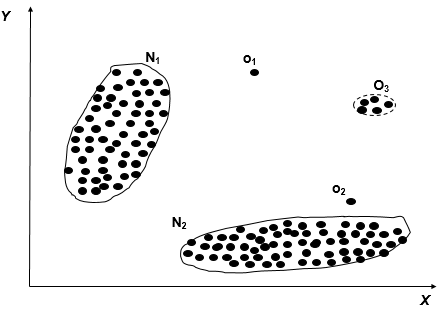 Y
N₁
o₁
O₃
o₂
N₂
X